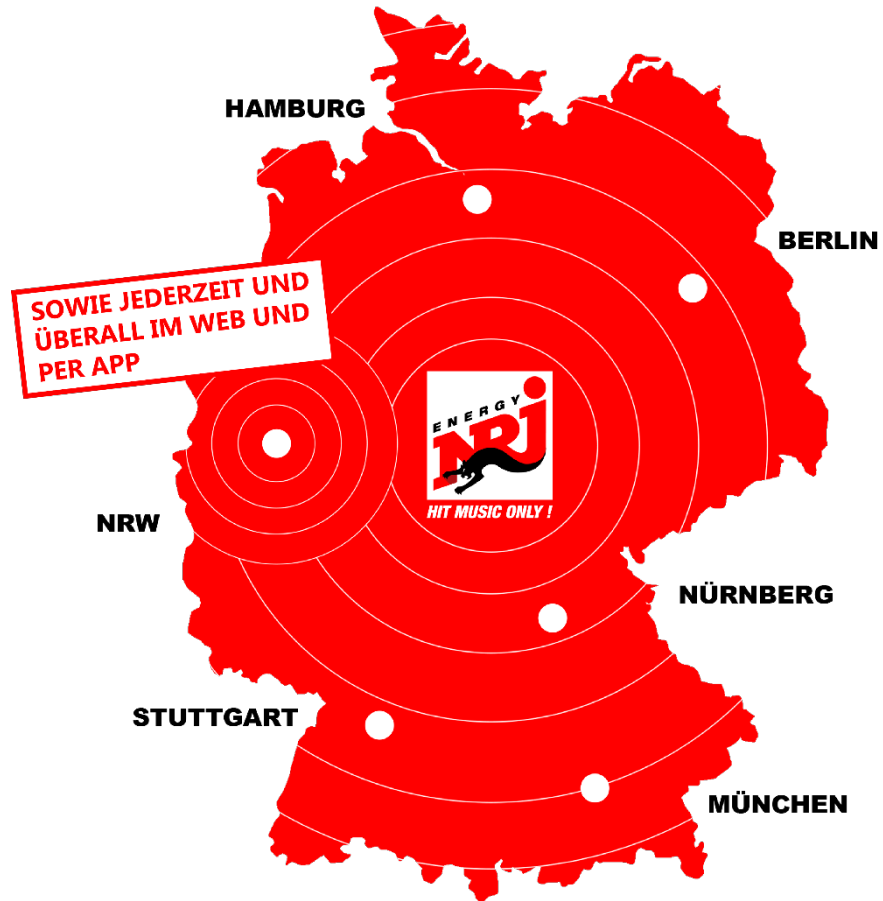 HAMBURG
BERLIN
SOWIE JEDERZEIT UND
ÜBERALL IM WEB UND
PER APP
ENERGY
NRJ
HIT MUSIC ONLY !
NRW
NÜRNBERG
STUTTGART
MÜNCHEN